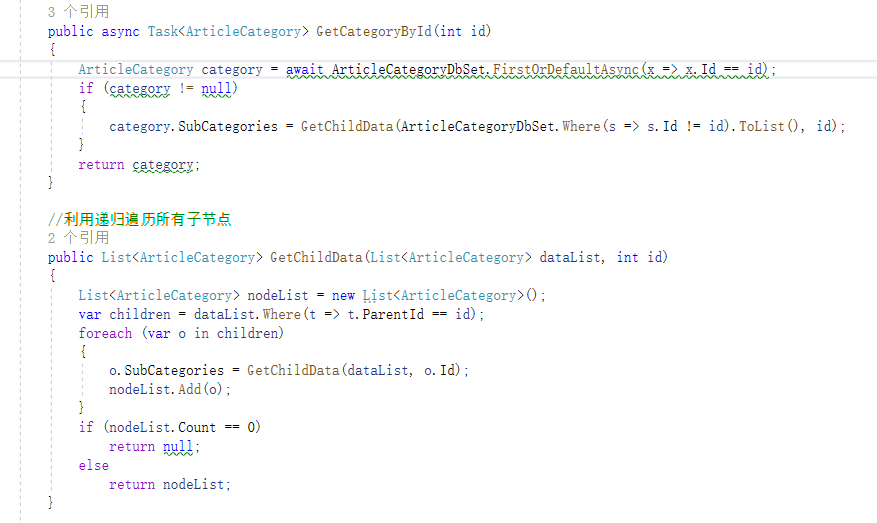 3 个引用
public async Task<ArticleCategory> GetCategoryById(int id)
{
ArticleCategory category = await ArticleCategoryDbSet.FirstOrDefaultAsync(x => x.Id == id);
if (category != null)
{
category.SubCategories = GetChildData(ArticleCategoryDbSet.Where(s => s.Id != id).ToList(), id);
}
return category;
}
//利用递归遍历所有子节点
2 个引用
public List<ArticleCategory> GetChildData(List<ArticleCategory> dataList, int id)
{
List<ArticleCategory> nodeList = new List<ArticleCategory>();
var children = dataList.Where(t => t.ParentId == id);
foreach (var o in children)
{
o.SubCategories = GetChildData(dataList, o.Id);
nodeList.Add(o);
}
if (nodeList.Count == 0)
return null;
else
return nodeList;
}